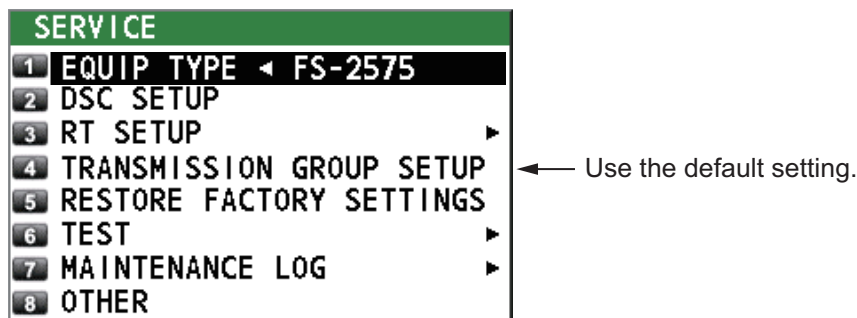 SERVICE
1 EQUIP TYPE ◄ FS-2575
2 DSC SETUP
3 RT SETUP ►
4 TRANSMISSION GROUP SETUP Use the default setting.
5 RESTORE FACTORY SETTINGS
6 TEST ►
7 MAINTENANCE LOG ►
8 OTHER